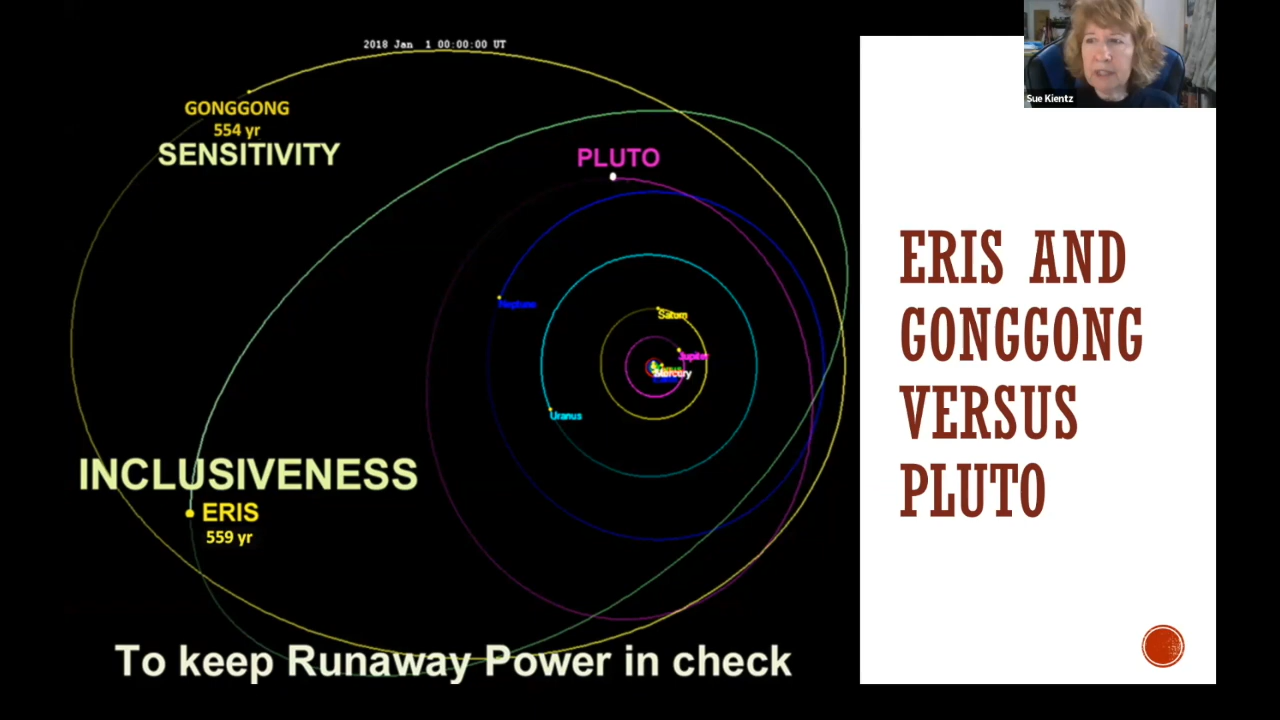 2018 Jan 1 00:00:00 UT
GONGGONG
554 yr
SENSITIVITY
PLUTO
Neptune
Saturn
Jupiter
Mercury
Uranus
INCLUSIVENESS
ERIS
559 yr
To keep Runaway Power in check
Sue Kientz
ERIS AND
GONGGONG
VERSUS
PLUTO